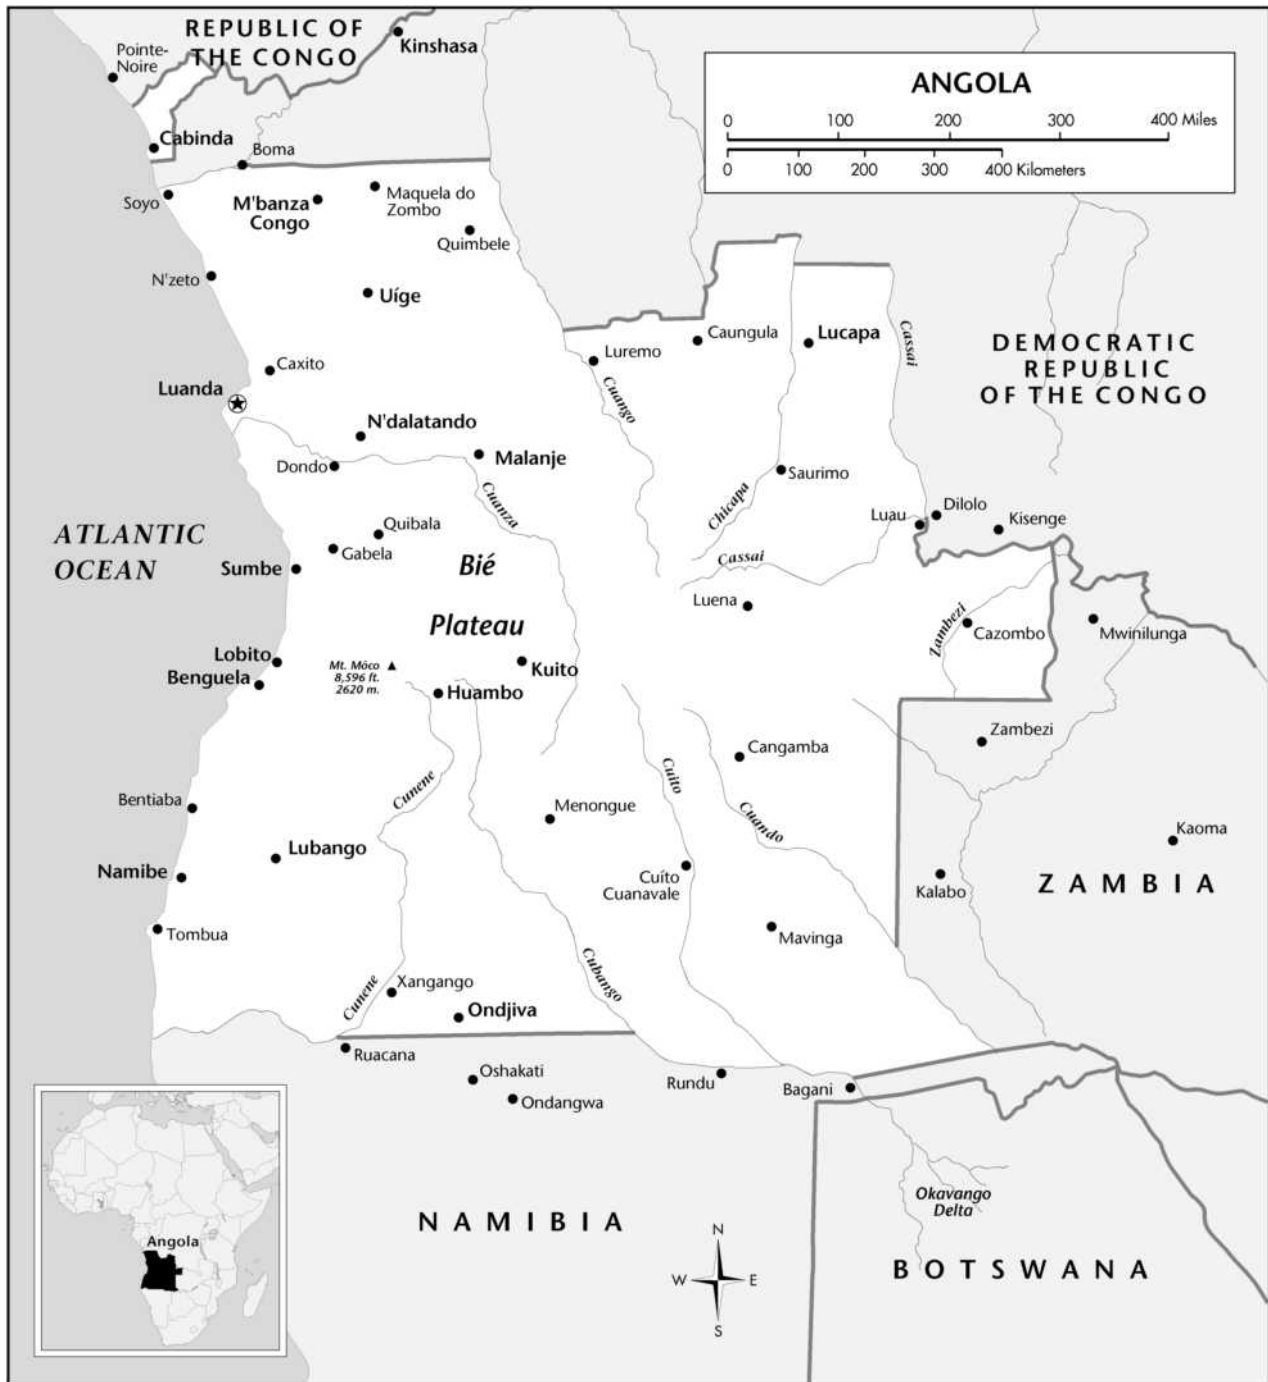 REPUBLIC OF
THE CONGO
Pointe-
Noire
Kinshasa
ANGOLA
0 100 200 300 400 Miles
0 100 200 300 400 Kilometers
Cabinda
Boma
Soyo
M'banza
Congo
Maquela do
Zombo
Quimbele
N'zeto
Uíge
Caungula
Lucapa
Cassai
Luremo
DEMOCRATIC
REPUBLIC
OF THE CONGO
Caxito
Luanda
Cuango
N'dalatando
Malanje
Dondo
Saurimo
Cuanza
Chicapa
Luau
Dilolo
Kisenge
ATLANTIC
OCEAN
Quibala
Gabela
Bié
Plateau
Cassai
Sumbe
Luena
Zambezi
Cazombo
Mwinilunga
Lobito
Benguela
Mt. Môco
8,596 ft.
2620 m.
Kuito
Huambo
Zambezi
Cangamba
Cuito
Cunene
Bentiaba
Menongue
Cuando
Kaoma
Lubango
Namibe
Cuíto
Cuanavale
Kalabo
ZAMBIA
Tombua
Mavinga
Xangango
Cunene
Cubango
Ondjiva
Ruacana
Oshakati
Ondangwa
Rundu
Bagani
Okavango
Delta
NAMIBIA
BOTSWANA
N
W E
S
Angola